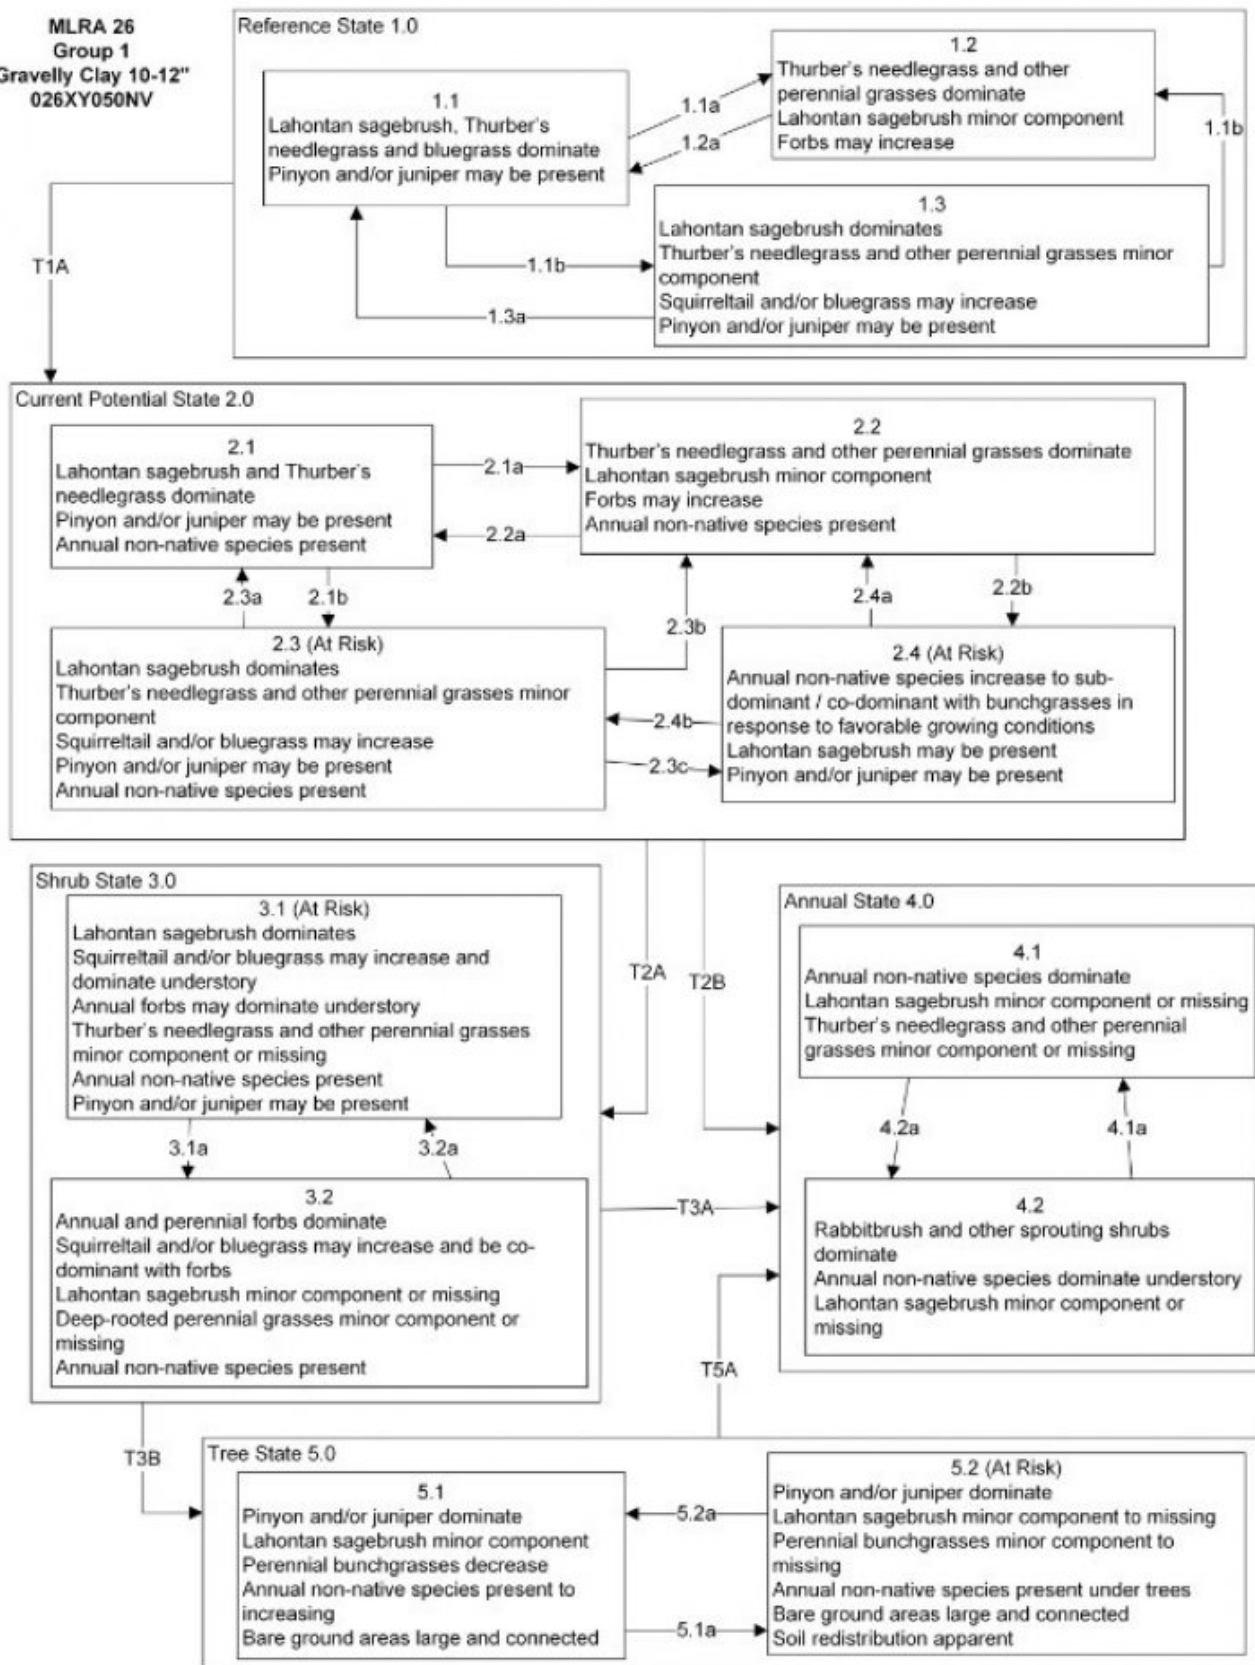 MLRA 26
Group 1
Gravelly Clay 10-12"
026XY050NV
Reference State 1.0
1.1
Lahontan sagebrush, Thurber's
needlegrass and bluegrass dominate
Pinyon and/or juniper may be present
1.1a
1.2a
1.2
Thurber's needlegrass and other
perennial grasses dominate
Lahontan sagebrush minor component
Forbs may increase
1.1b
1.1b
1.3a
1.3
Lahontan sagebrush dominates
Thurber's needlegrass and other perennial grasses minor
component
Squirreltail and/or bluegrass may increase
Pinyon and/or juniper may be present
T1A
Current Potential State 2.0
2.1
Lahontan sagebrush and Thurber's
needlegrass dominate
Pinyon and/or juniper may be present
Annual non-native species present
2.1a
2.2a
2.2
Thurber's needlegrass and other perennial grasses dominate
Lahontan sagebrush minor component
Forbs may increase
Annual non-native species present
2.3a
2.1b
2.3b
2.4a
2.2b
2.3 (At Risk)
Lahontan sagebrush dominates
Thurber's needlegrass and other perennial grasses minor
component
Squirreltail and/or bluegrass may increase
Pinyon and/or juniper may be present
Annual non-native species present
2.4b
2.3c
2.4 (At Risk)
Annual non-native species increase to sub-
dominant / co-dominant with bunchgrasses in
response to favorable growing conditions
Lahontan sagebrush may be present
Pinyon and/or juniper may be present
T2A
T2B
Shrub State 3.0
3.1 (At Risk)
Lahontan sagebrush dominates
Squirreltail and/or bluegrass may increase and
dominate understory
Annual forbs may dominate understory
Thurber's needlegrass and other perennial grasses
minor component or missing
Annual non-native species present
Pinyon and/or juniper may be present
3.1a
3.2a
3.2
Annual and perennial forbs dominate
Squirreltail and/or bluegrass may increase and be co-
dominant with forbs
Lahontan sagebrush minor component or missing
Deep-rooted perennial grasses minor component or
missing
Annual non-native species present
T3A
Annual State 4.0
4.1
Annual non-native species dominate
Lahontan sagebrush minor component or missing
Thurber's needlegrass and other perennial
grasses minor component or missing
4.2a
4.1a
4.2
Rabbitbrush and other sprouting shrubs
dominate
Annual non-native species dominate understory
Lahontan sagebrush minor component or
missing
T5A
T3B
Tree State 5.0
5.1
Pinyon and/or juniper dominate
Lahontan sagebrush minor component
Perennial bunchgrasses decrease
Annual non-native species present to
increasing
Bare ground areas large and connected
5.2a
5.1a
5.2 (At Risk)
Pinyon and/or juniper dominate
Lahontan sagebrush minor component to missing
Perennial bunchgrasses minor component to
missing
Annual non-native species present under trees
Bare ground areas large and connected
Soil redistribution apparent